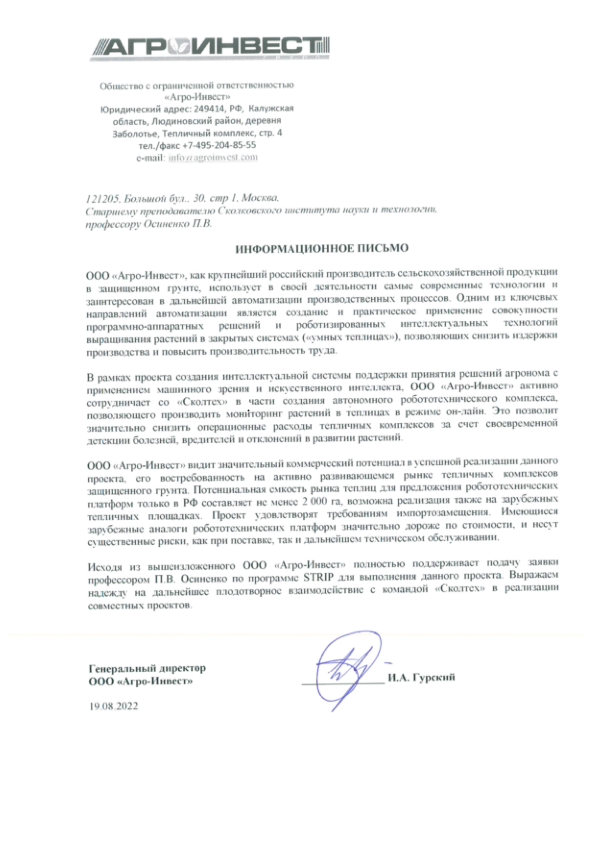 АГРОИНВЕСТ
Общество с ограниченной ответственностью
«Агро-Инвест»
Юридический адрес: 249414, РФ, Калужская
область, Людиновский район, деревня
Заболотье, Тепличный комплекс, стр. 4
тел./факс +7-495-204-85-55
e-mail: info@agroinwest.com
121205, Большой бул., 30, стр 1, Москва,
Старшему преподавателю Сколковского института науки и технологии,
профессору Осиненко П.В.
ИНФОРМАЦИОННОЕ ПИСЬМО
ООО «Агро-Инвест», как крупнейший российский производитель сельскохозяйственной продукции
в защищенном грунте, использует в своей деятельности самые современные технологии и
заинтересован в дальнейшей автоматизации производственных процессов. Одним из ключевых
направлений автоматизации является создание и практическое применение совокупности
программно-аппаратных решений и роботизированных интеллектуальных технологий
выращивания растений в закрытых системах («умных теплицах»), позволяющих снизить издержки
производства и повысить производительность труда.
В рамках проекта создания интеллектуальной системы поддержки принятия решений агронома с
применением машинного зрения и искусственного интеллекта, ООО «Агро-Инвест» активно
сотрудничает со «Сколтех» в части создания автономного робототехнического комплекса,
позволяющего производить мониторинг растений в теплицах в режиме он-лайн. Это позволит
значительно снизить операционные расходы тепличных комплексов за счет своевременной
детекции болезней, вредителей и отклонений в развитии растений.
ООО «Агро-Инвест» видит значительный коммерческий потенциал в успешной реализации данного
проекта, его востребованность на активно развивающемся рынке тепличных комплексов
защищенного грунта. Потенциальная емкость рынка теплиц для предложения робототехнических
платформ только в РФ составляет не менее 2 000 га, возможна реализация также на зарубежных
тепличных площадках. Проект удовлетворят требованиям импортозамещения. Имеющиеся
зарубежные аналоги робототехнических платформ значительно дороже по стоимости, и несут
существенные риски, как при поставке, так и дальнейшем техническом обслуживании.
Исходя из вышеизложенного ООО «Агро-Инвест» полностью поддерживает подачу заявки
профессором П.В. Осиненко по программе STRIP для выполнения данного проекта. Выражаем
надежду на дальнейшее плодотворное взаимодействие с командой «Сколтех» в реализации
совместных проектов.
Генеральный директор
ООО «Агро-Инвест»
И.А. Гурский
19.08.2022